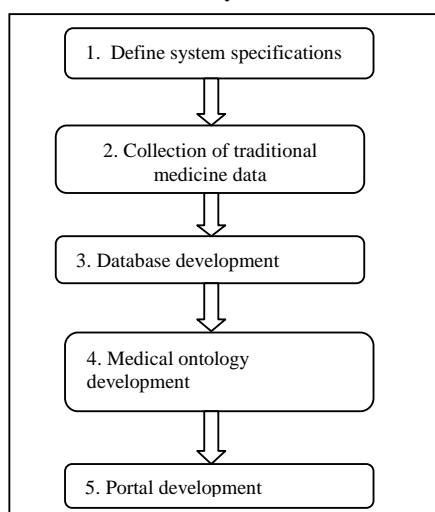 1. Define system specifications
2. Collection of traditional
medicine data
3. Database development
4. Medical ontology
development
5. Portal development